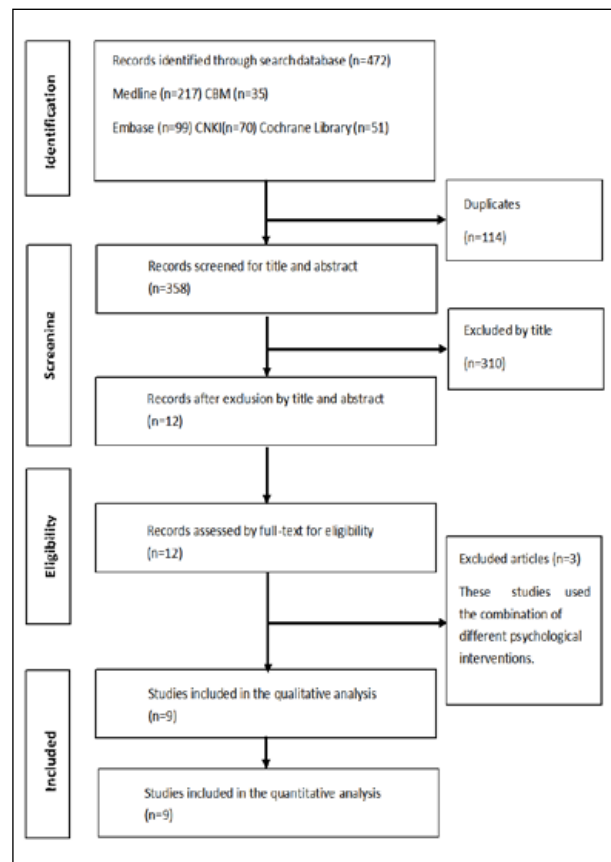 Identification
Records identified through search database (n=472)
Medline (n=217) CBM (n=35)
Embase (n=99) CNKI(n=70) Cochrane Library (n=51)
Duplicates
(n=114)
Screening
Records screened for title and abstract
(n=358)
Excluded by title
(n=310)
Records after exclusion by title and abstract
(n=12)
Eligibility
Records assessed by full-text for eligibility
(n=12)
Excluded articles (n=3)
These studies used
the combination of
different psychological
interventions.
Included
Studies included in the qualitative analysis
(n=9)
Studies included in the quantitative analysis
(n=9)